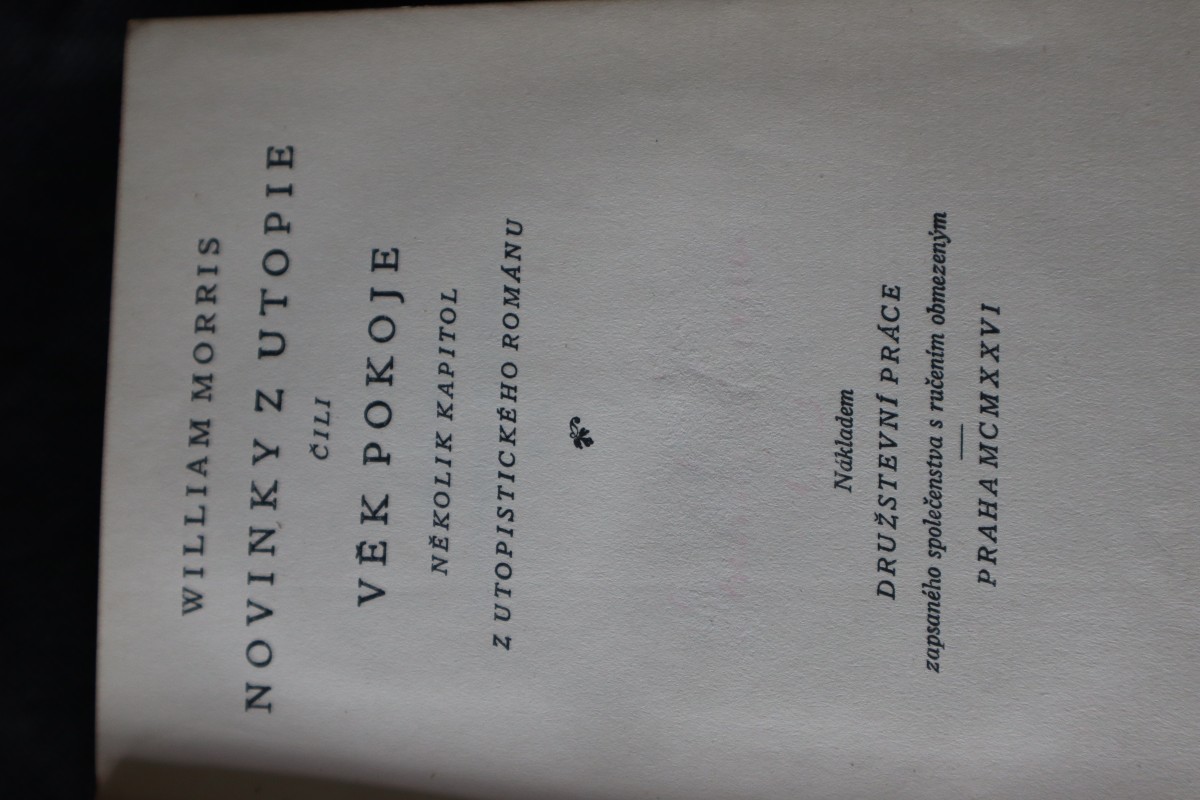 WILLIAM MORRIS
NOVINKY Z UTOPIE
ČILI
VĚK POKOJE
NĚKOLIK KAPITOL
Z UTOPISTICKÉHO ROMÁNU
Nákladem
DRUŽSTEVNÍ PRÁCE
zapsaného společenstva s ručením obmezeným
PRAHA MCMXXVI